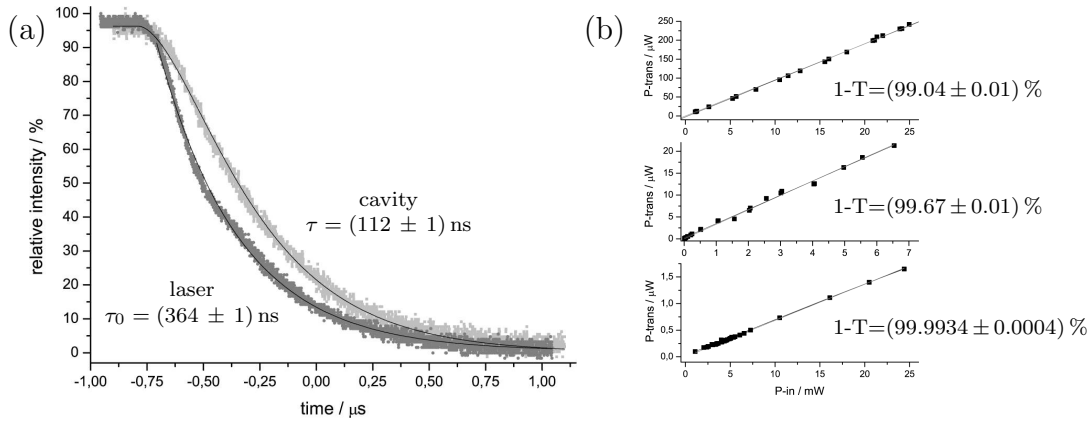 (a)
100
90
80
70
60
50
40
30
20
10
0
relative intensity / %
cavity
τ = (112 ± 1) ns
laser
τ₀ = (364 ± 1) ns
-1,00 -0,75 -0,50 -0,25 0,00 0,25 0,50 0,75 1,00
time / μs
(b)
250
200
150
100
50
0
P-trans / μW
1-T=(99.04 ± 0.01) %
0 5 10 15 20 25
20
15
10
5
0
P-trans / μW
1-T=(99.67 ± 0.01) %
0 1 2 3 4 5 6 7
1,5
1,0
0,5
0,0
P-trans / μW
1-T=(99.9934 ± 0.0004) %
0 5 10 15 20 25
P-in / mW